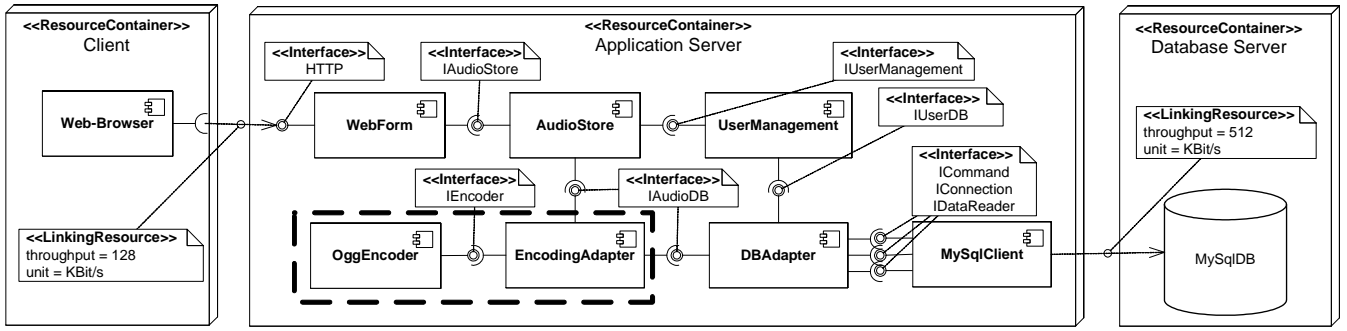 <<ResourceContainer>>
Client
Web-Browser
<<LinkingResource>>
throughput = 128
unit = KBit/s
<<ResourceContainer>>
Application Server
<<Interface>>
HTTP
<<Interface>>
IAudioStore
<<Interface>>
IUserManagement
<<Interface>>
IUserDB
WebForm
AudioStore
UserManagement
<<Interface>>
IEncoder
<<Interface>>
IAudioDB
<<Interface>>
ICommand
IConnection
IDataReader
OggEncoder
EncodingAdapter
DBAdapter
MySqlClient
<<ResourceContainer>>
Database Server
<<LinkingResource>>
throughput = 512
unit = KBit/s
MySqlDB